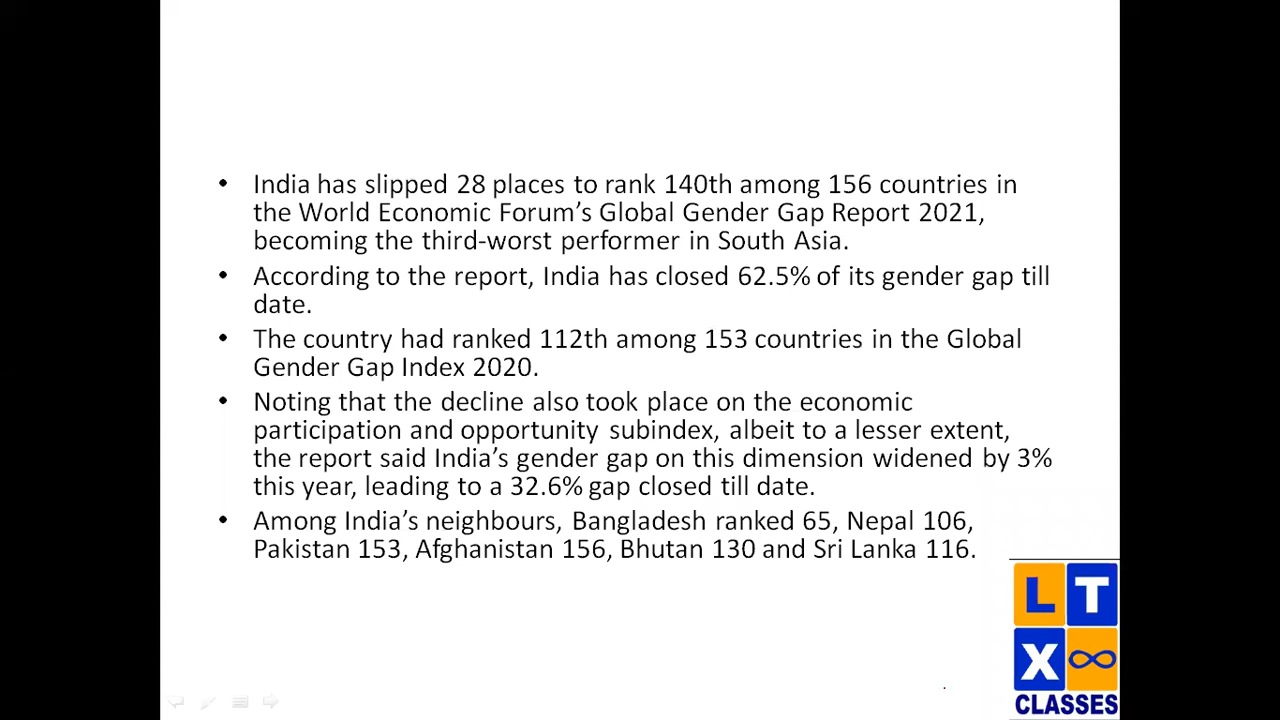 • India has slipped 28 places to rank 140th among 156 countries in
the World Economic Forum’s Global Gender Gap Report 2021,
becoming the third-worst performer in South Asia.
• According to the report, India has closed 62.5% of its gender gap till
date.
• The country had ranked 112th among 153 countries in the Global
Gender Gap Index 2020.
• Noting that the decline also took place on the economic
participation and opportunity subindex, albeit to a lesser extent,
the report said India’s gender gap on this dimension widened by 3%
this year, leading to a 32.6% gap closed till date.
• Among India’s neighbours, Bangladesh ranked 65, Nepal 106,
Pakistan 153, Afghanistan 156, Bhutan 130 and Sri Lanka 116.
L T
X ∞
CLASSES